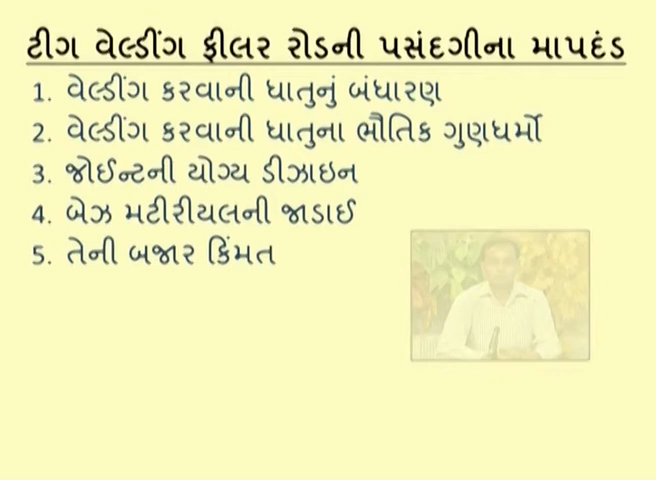 ટીગ વેલ્ડીંગ ફીલર રોડની પસંદગીના માપદંડ
1. વેલ્ડીંગ કરવાની ધાતુનું બંધારણ
2. વેલ્ડીંગ કરવાની ધાતુના ભૌતિક ગુણધર્મો
3. જોઈન્ટની યોગ્ય ડીઝાઇન
4. બેઝ મટીરીયલની જાડાઈ
5. તેની બજાર કિંમત